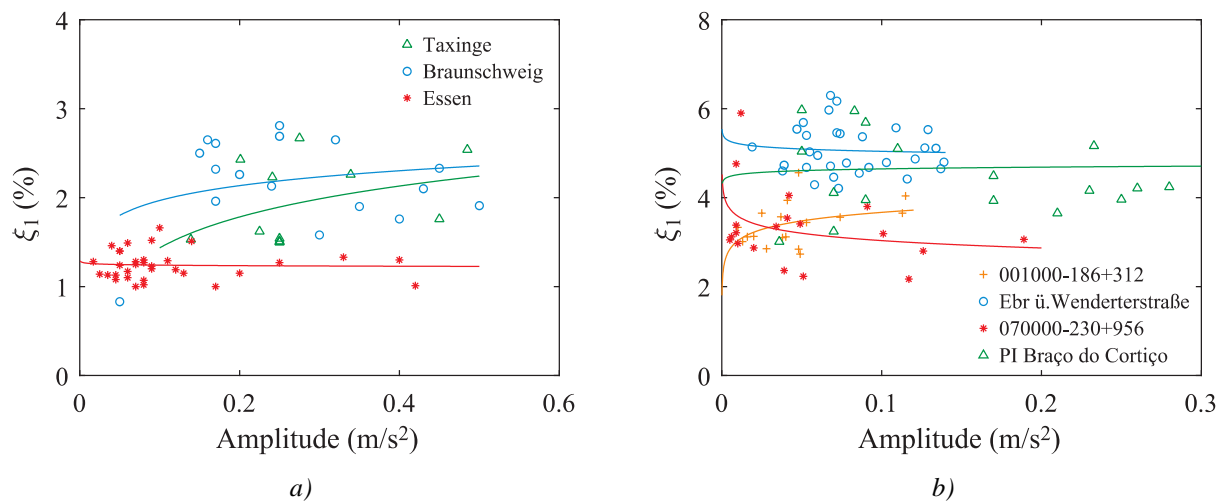 4
3
2
1
0
ξ1 (%)
0 0.2 0.4 0.6
Amplitude (m/s²)
Taxinge
Braunschweig
Essen
a)
8
6
4
2
0
ξ1 (%)
0 0.1 0.2 0.3
Amplitude (m/s²)
001000-186+312
Ebr ü.Wenderterstraße
070000-230+956
PI Braço do Cortiço
b)